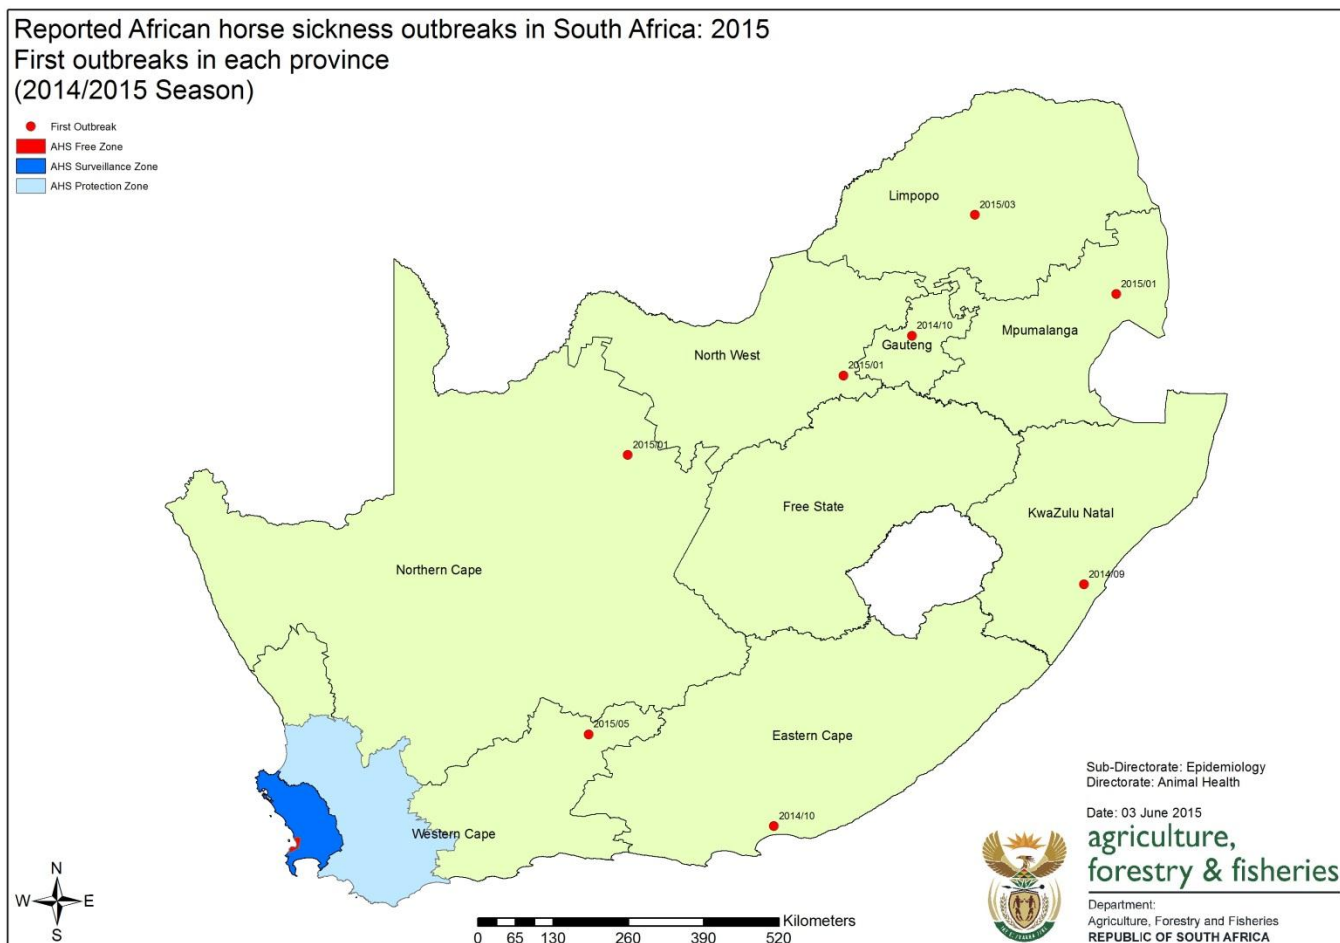 Reported African horse sickness outbreaks in South Africa: 2015
First outbreaks in each province
(2014/2015 Season)
First Outbreak
AHS Free Zone
AHS Surveillance Zone
AHS Protection Zone
Limpopo
2015/03
2015/01
Mpumalanga
2014/10
Gauteng
North West
2015/01
2015/01
Free State
KwaZulu Natal
Northern Cape
2014/09
2015/05
Eastern Cape
2014/10
Western Cape
Sub-Directorate: Epidemiology
Directorate: Animal Health
Date: 03 June 2015
agriculture,
forestry & fisheries
Department:
Agriculture, Forestry and Fisheries
REPUBLIC OF SOUTH AFRICA
N
W E
S
Kilometers
0 65 130 260 390 520